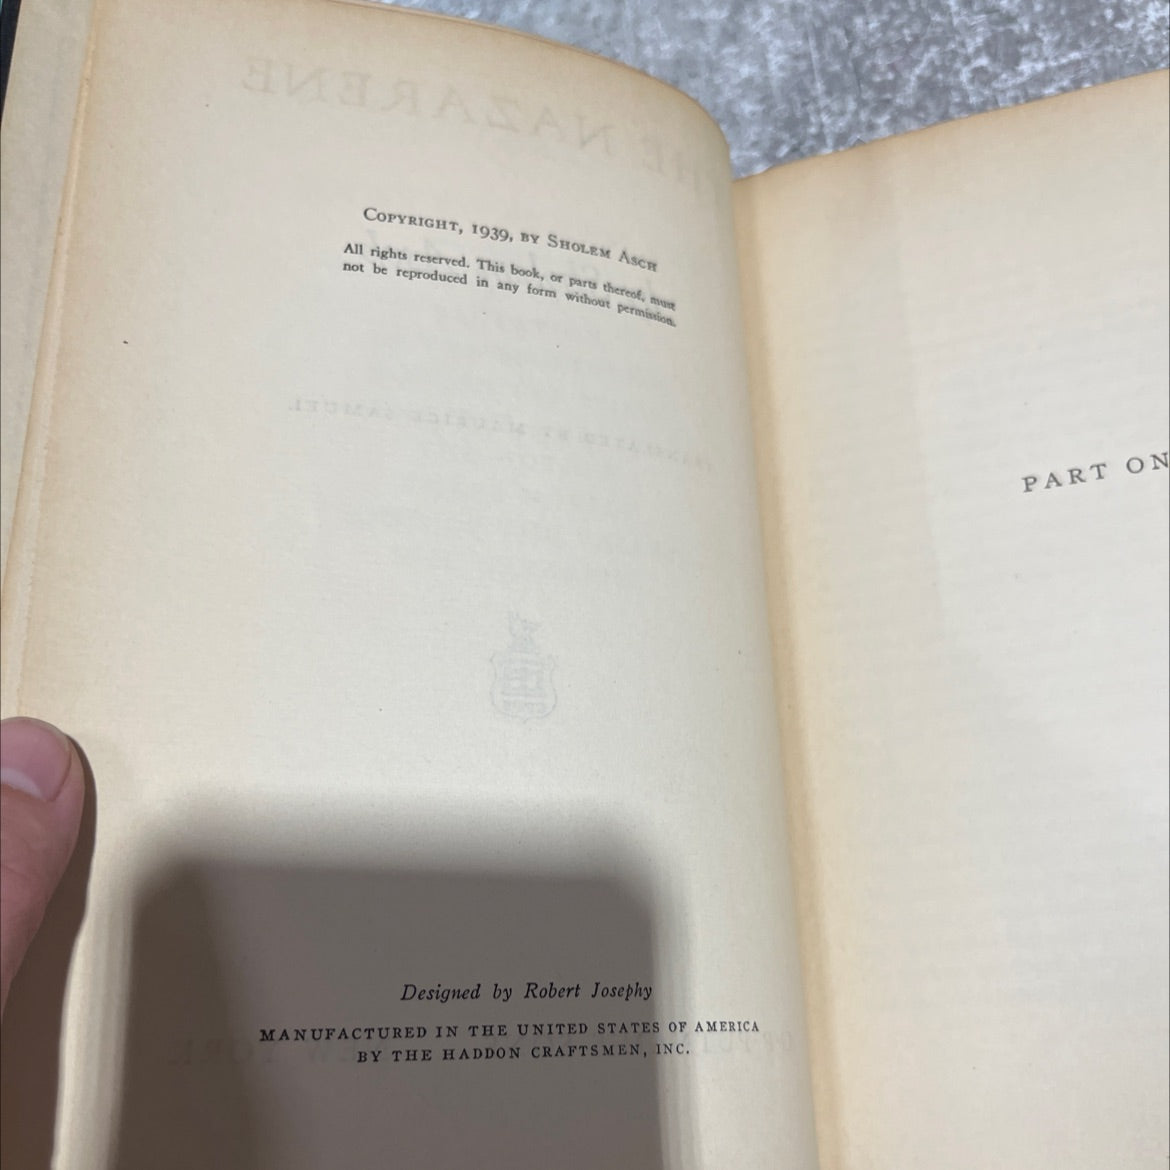 COPYRIGHT, 1939, BY SHOLEM ASCH
All rights reserved. This book, or parts thereof, must
not be reproduced in any form without permission.
Designed by Robert Josephy
MANUFACTURED IN THE UNITED STATES OF AMERICA
BY THE HADDON CRAFTSMEN, INC.
PART ON